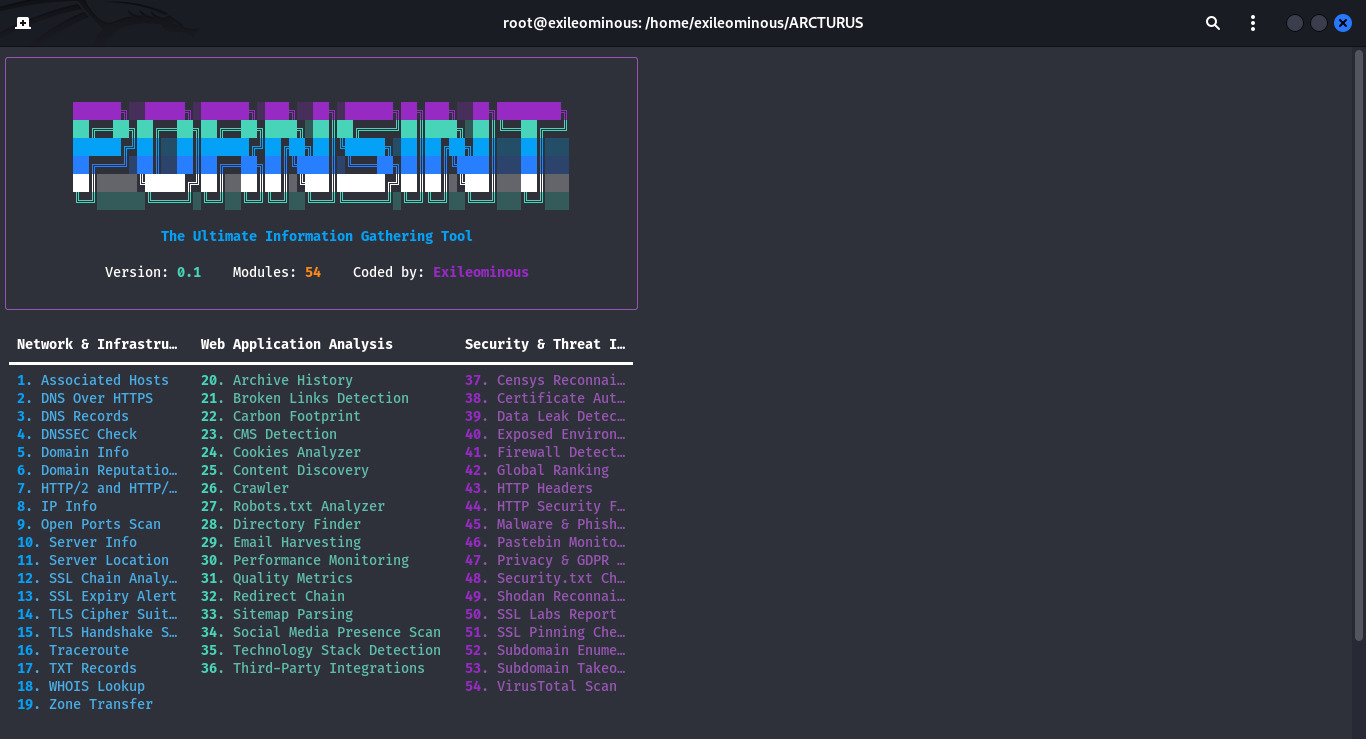 root@exileominous: /home/exileominous/ARCTURUS
PORNSINT
The Ultimate Information Gathering Tool
Version: 0.1 Modules: 54 Coded by: Exileominous
Network & Infrastru…
1. Associated Hosts
2. DNS Over HTTPS
3. DNS Records
4. DNSSEC Check
5. Domain Info
6. Domain Reputatio…
7. HTTP/2 and HTTP/…
8. IP Info
9. Open Ports Scan
10. Server Info
11. Server Location
12. SSL Chain Analy…
13. SSL Expiry Alert
14. TLS Cipher Suit…
15. TLS Handshake S…
16. Traceroute
17. TXT Records
18. WHOIS Lookup
19. Zone Transfer
Web Application Analysis
20. Archive History
21. Broken Links Detection
22. Carbon Footprint
23. CMS Detection
24. Cookies Analyzer
25. Content Discovery
26. Crawler
27. Robots.txt Analyzer
28. Directory Finder
29. Email Harvesting
30. Performance Monitoring
31. Quality Metrics
32. Redirect Chain
33. Sitemap Parsing
34. Social Media Presence Scan
35. Technology Stack Detection
36. Third-Party Integrations
Security & Threat I…
37. Censys Reconnai…
38. Certificate Aut…
39. Data Leak Detec…
40. Exposed Environ…
41. Firewall Detect…
42. Global Ranking
43. HTTP Headers
44. HTTP Security F…
45. Malware & Phish…
46. Pastebin Monito…
47. Privacy & GDPR …
48. Security.txt Ch…
49. Shodan Reconnai…
50. SSL Labs Report
51. SSL Pinning Che…
52. Subdomain Enume…
53. Subdomain Takeo…
54. VirusTotal Scan